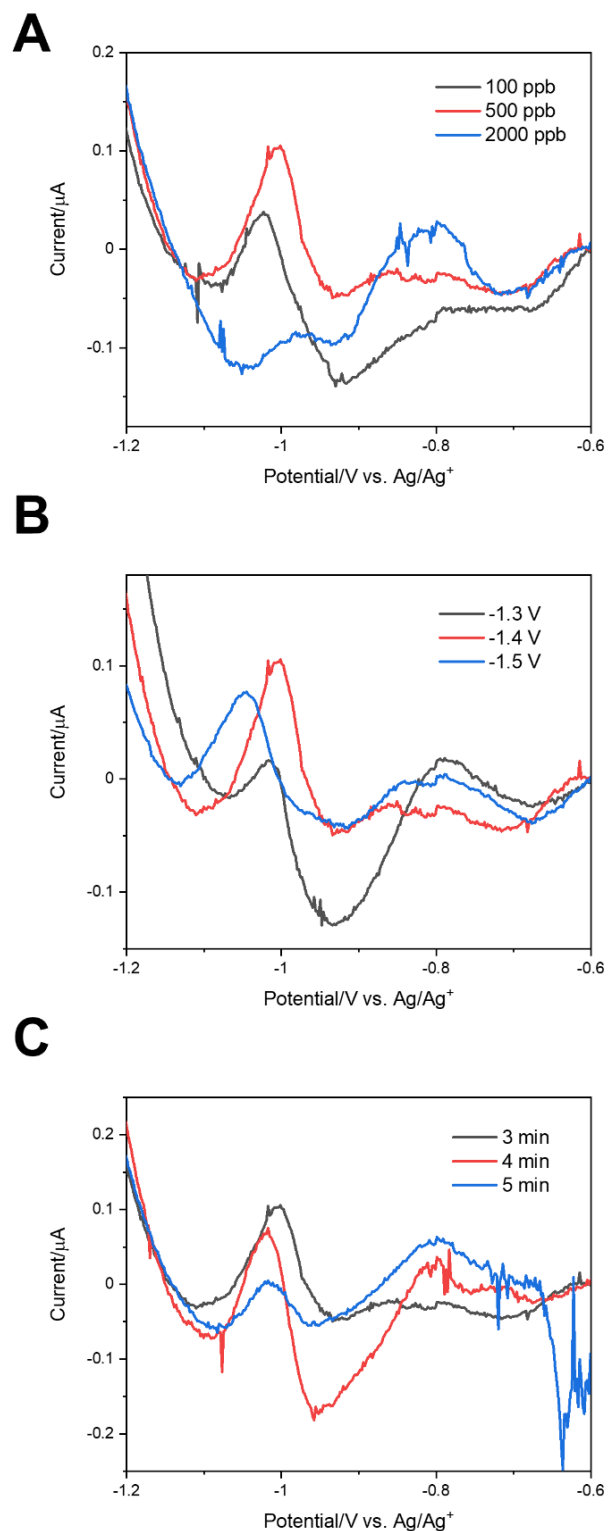 A
0.2
0.1
0
-0.1
Current/μA
100 ppb
500 ppb
2000 ppb
-1.2
-1
-0.8
-0.6
Potential/V vs. Ag/Ag⁺
B
0.1
0
-0.1
Current/μA
-1.3 V
-1.4 V
-1.5 V
-1.2
-1
-0.8
-0.6
Potential/V vs. Ag/Ag⁺
C
0.2
0.1
0
-0.1
-0.2
Current/μA
3 min
4 min
5 min
-1.2
-1
-0.8
-0.6
Potential/V vs. Ag/Ag⁺